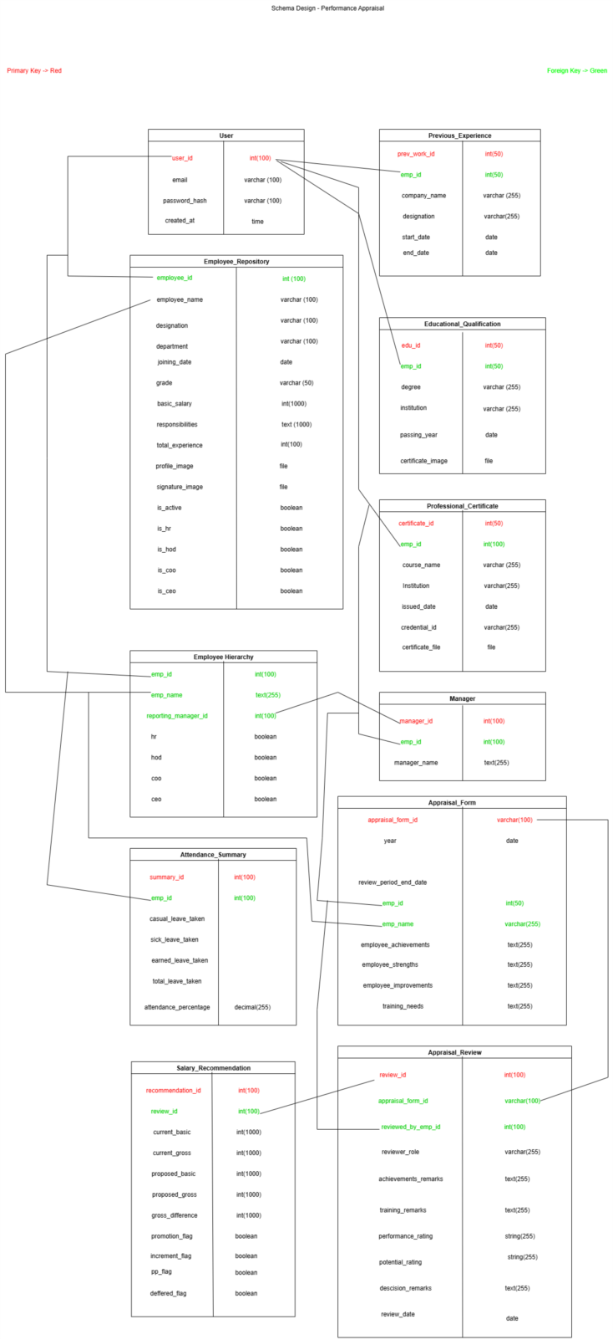 Schema Design - Performance Appraisal
Primary Key -> Red
Foreign Key -> Green
User
user_id int(100)
email varchar (100)
password_hash varchar (100)
created_at time
Previous_Experience
prev_work_id int(50)
emp_id int(50)
company_name varchar (255)
designation varchar(255)
start_date date
end_date date
Employee_Repository
employee_id int (100)
employee_name varchar (100)
designation varchar (100)
department varchar (100)
joining_date date
grade varchar (50)
basic_salary int(1000)
responsibilities text (1000)
total_experience int(100)
profile_image file
signature_image file
is_active boolean
is_hr boolean
is_hod boolean
is_coo boolean
is_ceo boolean
Educational_Qualification
edu_id int(50)
emp_id int(50)
degree varchar (255)
institution varchar (255)
passing_year date
certificate_image file
Professional_Certificate
certificate_id int(50)
emp_id int(100)
course_name varchar (255)
Institution varchar(255)
issued_date date
credential_id varchar(255)
certificate_file file
Employee Hierarchy
emp_id int(100)
emp_name text(255)
reporting_manager_id int(100)
hr boolean
hod boolean
coo boolean
ceo boolean
Manager
manager_id int(100)
emp_id int(100)
manager_name text(255)
Appraisal_Form
appraisal_form_id varchar(100)
year date
review_period_end_date
emp_id int(50)
emp_name varchar(255)
employee_achievements text(255)
employee_strengths text(255)
employee_improvements text(255)
training_needs text(255)
Attendance_Summary
summary_id int(100)
emp_id int(100)
casual_leave_taken
sick_leave_taken
earned_leave_taken
total_leave_taken
attendance_percentage decimal(255)
Salary_Recommendation
recommendation_id int(100)
review_id int(100)
current_basic int(1000)
current_gross int(1000)
proposed_basic int(1000)
proposed_gross int(1000)
gross_difference int(1000)
promotion_flag boolean
increment_flag boolean
pp_flag boolean
deffered_flag boolean
Appraisal_Review
review_id int(100)
appraisal_form_id varchar(100)
reviewed_by_emp_id int(100)
reviewer_role varchar(255)
achievements_remarks text(255)
training_remarks text(255)
performance_rating string(255)
potential_rating string(255)
descision_remarks text(255)
review_date date